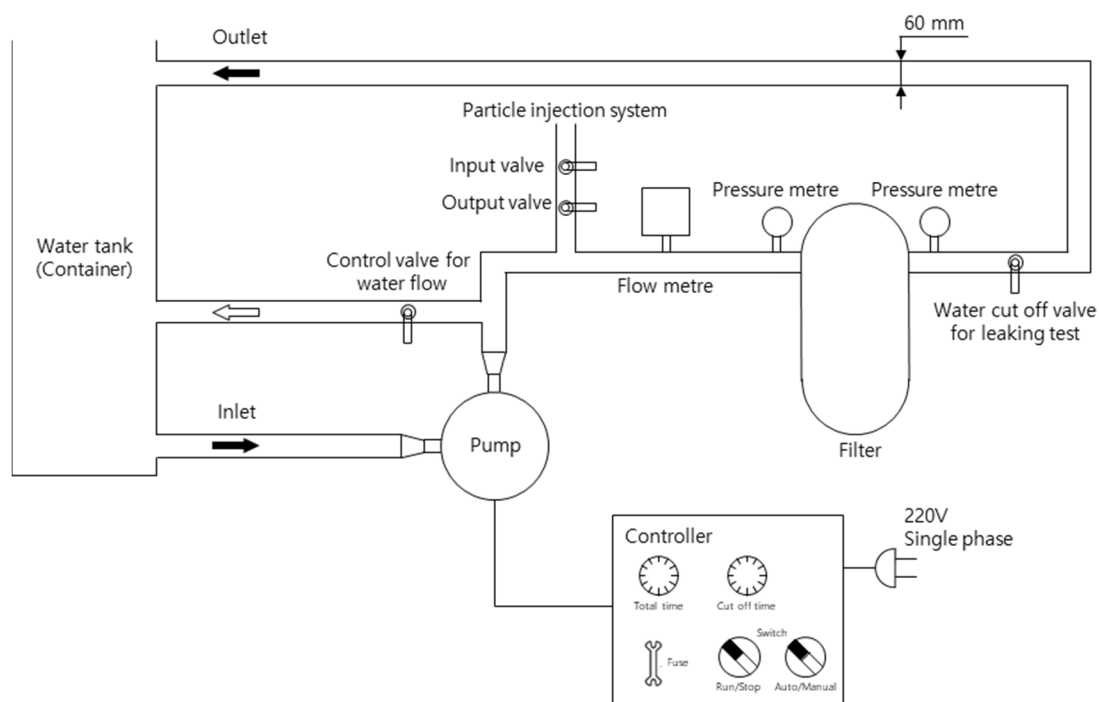 Outlet
60 mm
Particle injection system
Input valve
Output valve
Pressure metre
Pressure metre
Water tank
(Container)
Control valve for
water flow
Flow metre
Water cut off valve
for leaking test
Inlet
Pump
Filter
220V
Single phase
Controller
Total time
Cut off time
Switch
Fuse
Run/Stop
Auto/Manual